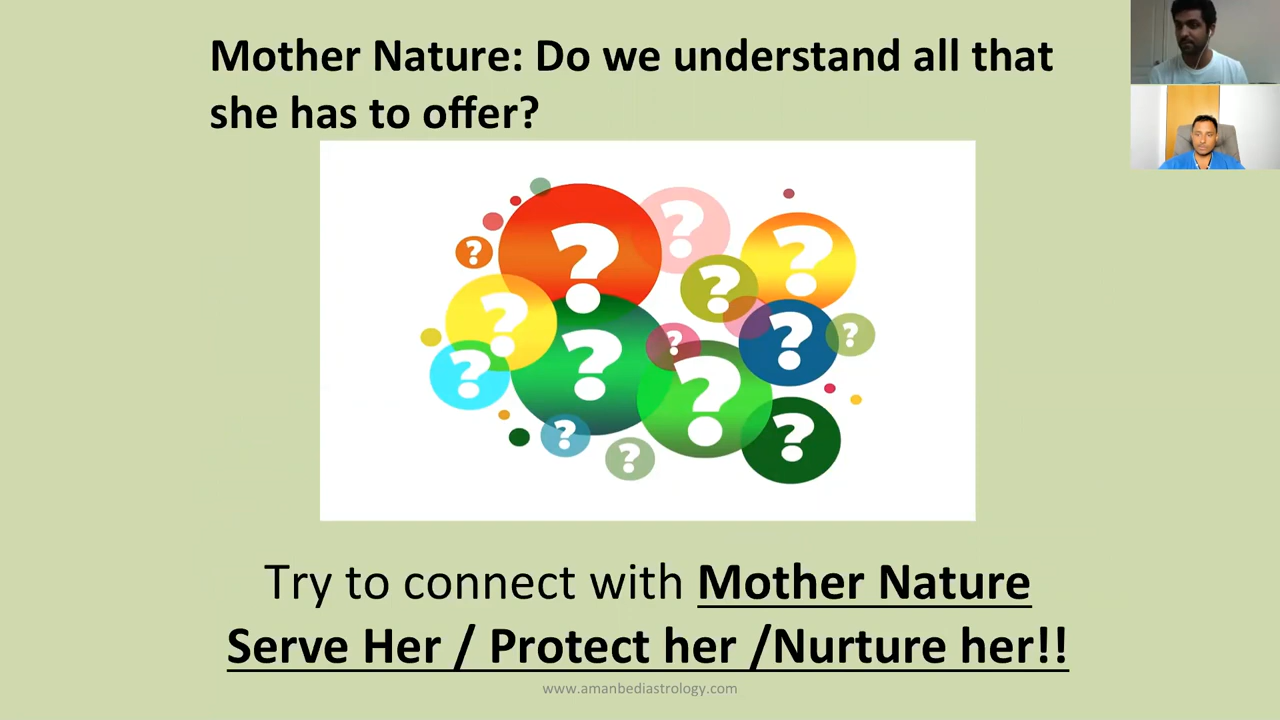 Mother Nature: Do we understand all that
she has to offer?
? ? ? ? ? ? ? ? ? ? ? ? ? ?
Try to connect with Mother Nature
Serve Her / Protect her /Nurture her!!
www.amanbediastrology.com